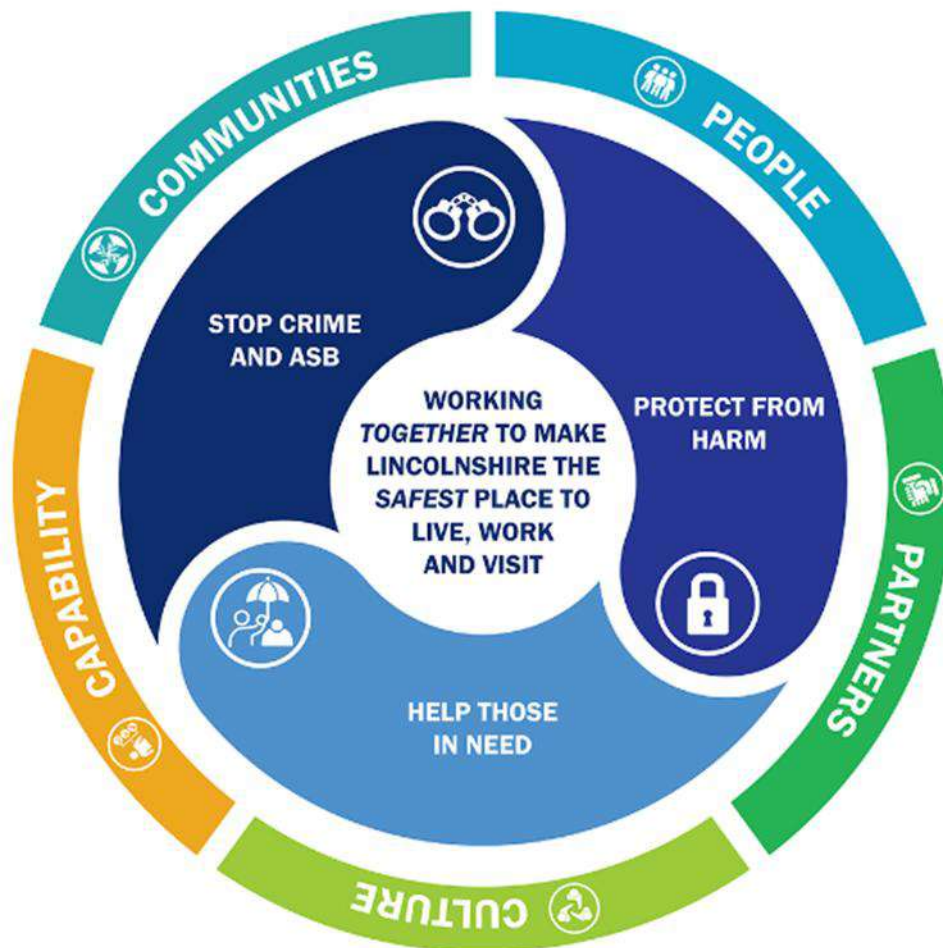 COMMUNITIES
PEOPLE
STOP CRIME
AND ASB
PROTECT FROM
HARM
WORKING
TOGETHER TO MAKE
LINCOLNSHIRE THE
SAFEST PLACE TO
LIVE, WORK
AND VISIT
CAPABILITY
PARTNERS
HELP THOSE
IN NEED
CULTURE